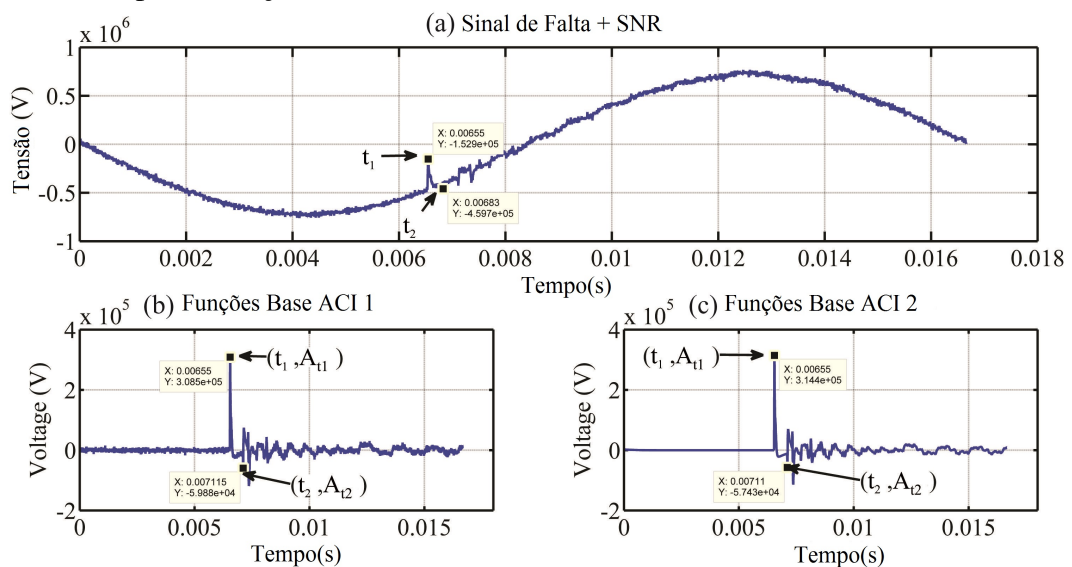 (a) Sinal de Falta + SNR
x 10^6
Tensão (V)
1
0.5
0
-0.5
-1
X: 0.00655
Y: -1.529e+05
t₁
X: 0.00683
Y: -4.597e+05
t₂
0 0.002 0.004 0.006 0.008 0.01 0.012 0.014 0.016 0.018
Tempo(s)
x 10^5
(b) Funções Base ACI 1
Voltage (V)
4
2
0
-2
(t₁ ,A_t1 )
X: 0.00655
Y: 3.085e+05
X: 0.007115
Y: -5.988e+04
(t₂ ,A_t2 )
0 0.005 0.01 0.015
Tempo(s)
x 10^5
(c) Funções Base ACI 2
Voltage (V)
4
2
0
-2
(t₁ ,A_t1 )
X: 0.00655
Y: 3.144e+05
X: 0.00711
Y: -5.743e+04
(t₂ ,A_t2 )
0 0.005 0.01 0.015
Tempo(s)